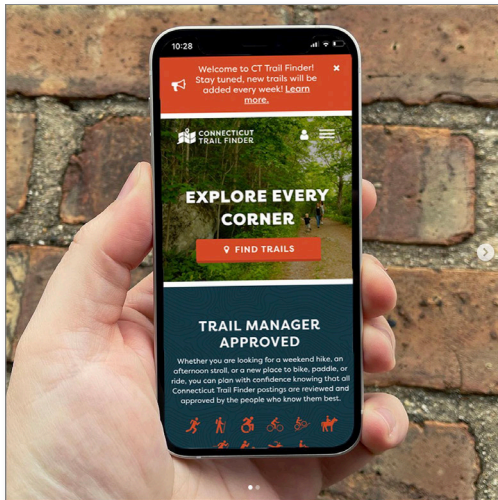 10:28
Welcome to CT Trail Finder!
Stay tuned, new trails will be
added every week! Learn
more.
CONNECTICUT
TRAIL FINDER
EXPLORE EVERY
CORNER
FIND TRAILS
TRAIL MANAGER
APPROVED
Whether you are looking for a weekend hike, an
afternoon stroll, or a new place to bike, paddle, or
ride, you can plan with confidence knowing that all
Connecticut Trail Finder postings are reviewed and
approved by the people who know them best.